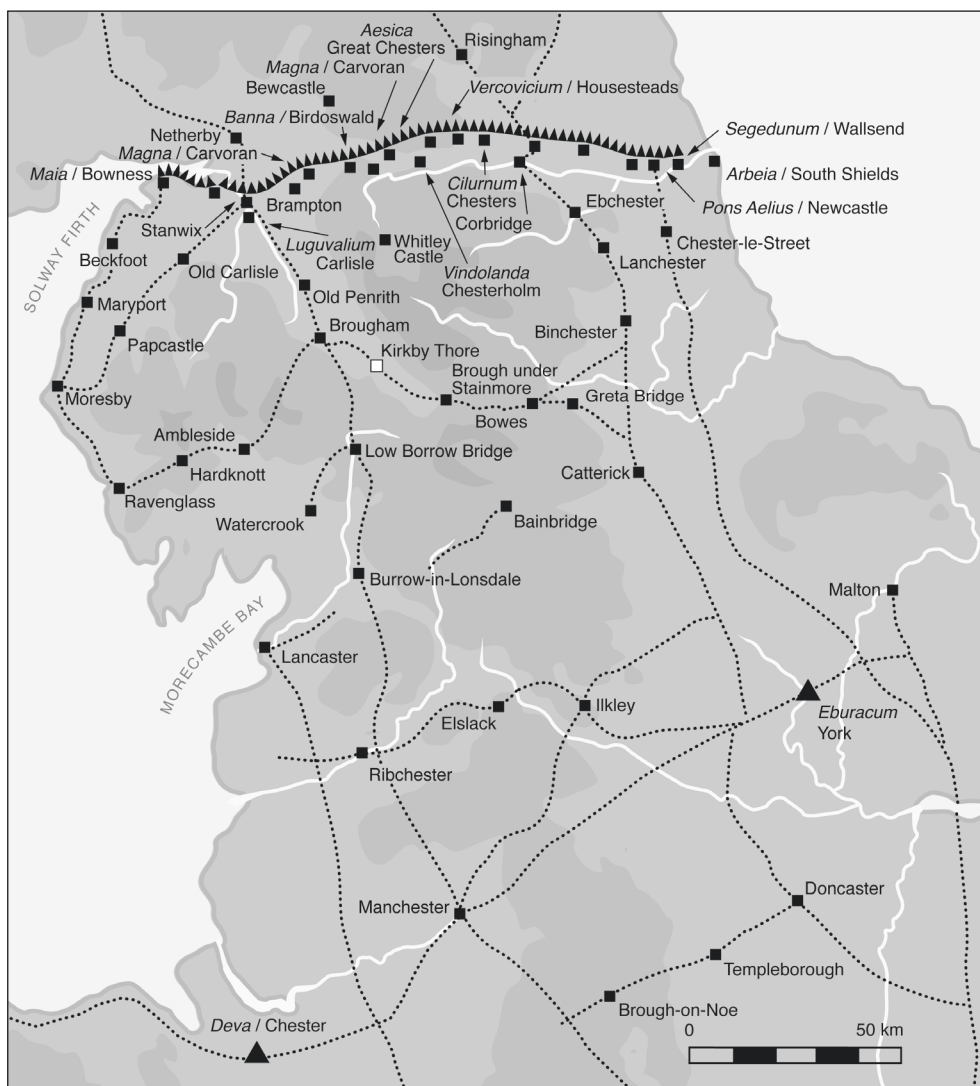 Aesica
Great Chesters
Risingham
Magna / Carvoran
Bewcastle
Vercovicium / Housesteads
Banna / Birdoswald
Netherby
Magna / Carvoran
Segedunum / Wallsend
Maia / Bowness
Arbeia / South Shields
Cilurnum
Chesters
Brampton
Ebchester
Pons Aelius / Newcastle
Stanwix
Corbridge
Luguvalium
Carlisle
Whitley
Castle
Chester-le-Street
Beckfoot
Lanchester
Old Carlisle
Vindolanda
Chesterholm
SOLWAY FIRTH
Old Penrith
Maryport
Brougham
Binchester
Papcastle
Kirkby Thore
Brough under
Stainmore
Moresby
Greta Bridge
Bowes
Ambleside
Low Borrow Bridge
Hardknott
Catterick
Ravenglass
Watercrook
Bainbridge
Burrow-in-Lonsdale
Malton
MORECAMBE BAY
Lancaster
Elslack
Ilkley
Eburacum
York
Ribchester
Manchester
Doncaster
Templeborough
Brough-on-Noe
Deva / Chester
0
50 km